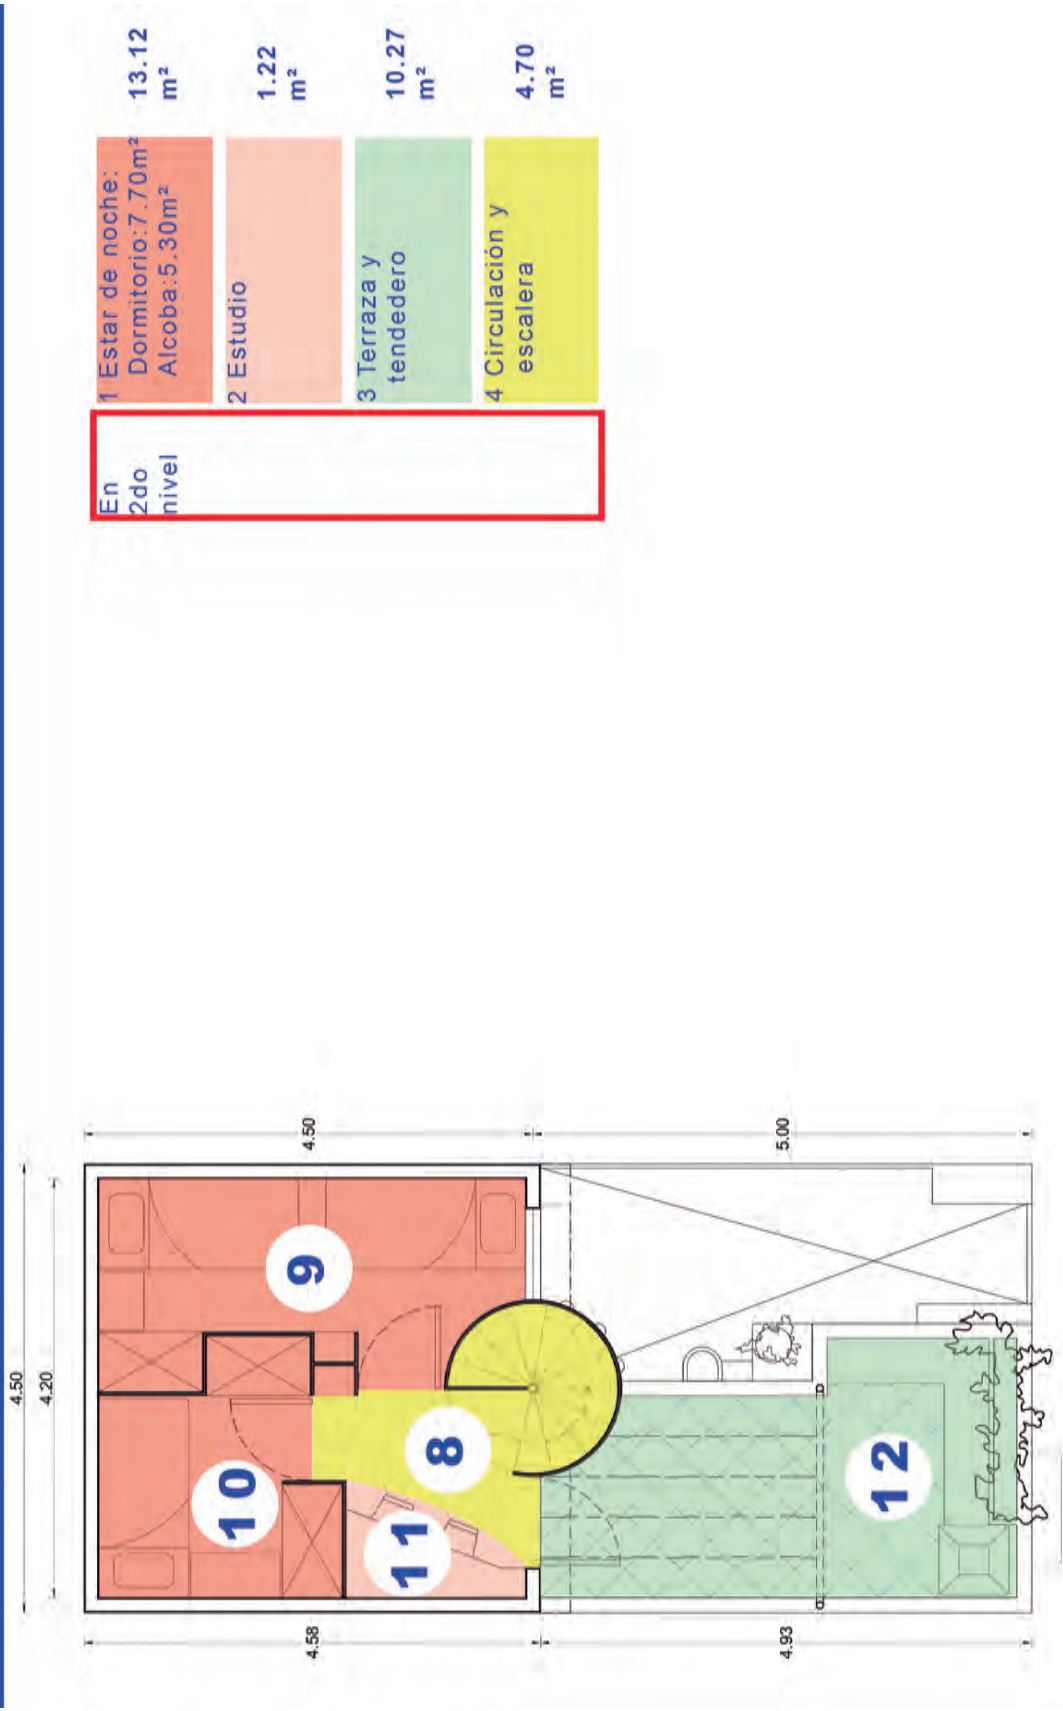 En
2do
nivel
1 Estar de noche:
Dormitorio:7.70m²
Alcoba:5.30m²
13.12
m²
2 Estudio
1.22
m²
3 Terraza y
tendedero
10.27
m²
4 Circulación y
escalera
4.70
m²
4.50
4.20
4.50
5.00
4.58
4.93
9
10
8
11
12